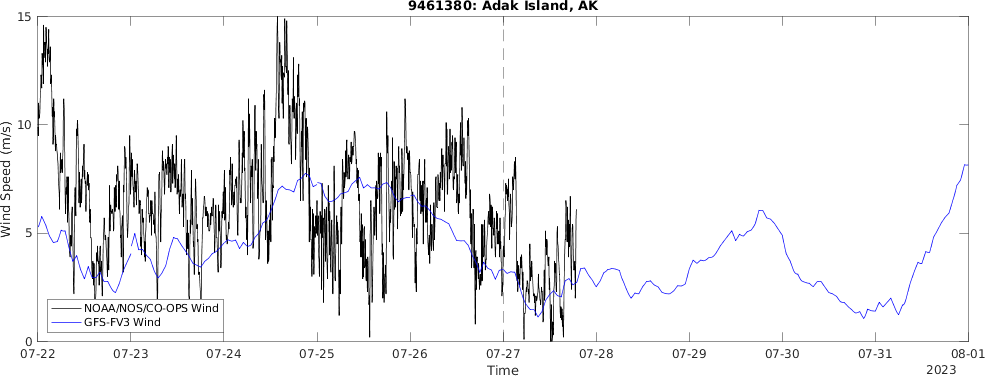 9461380: Adak Island, AK
Wind Speed (m/s)
15
10
5
0
NOAA/NOS/CO-OPS Wind
GFS-FV3 Wind
07-22 07-23 07-24 07-25 07-26 07-27 07-28 07-29 07-30 07-31 08-01
Time
2023